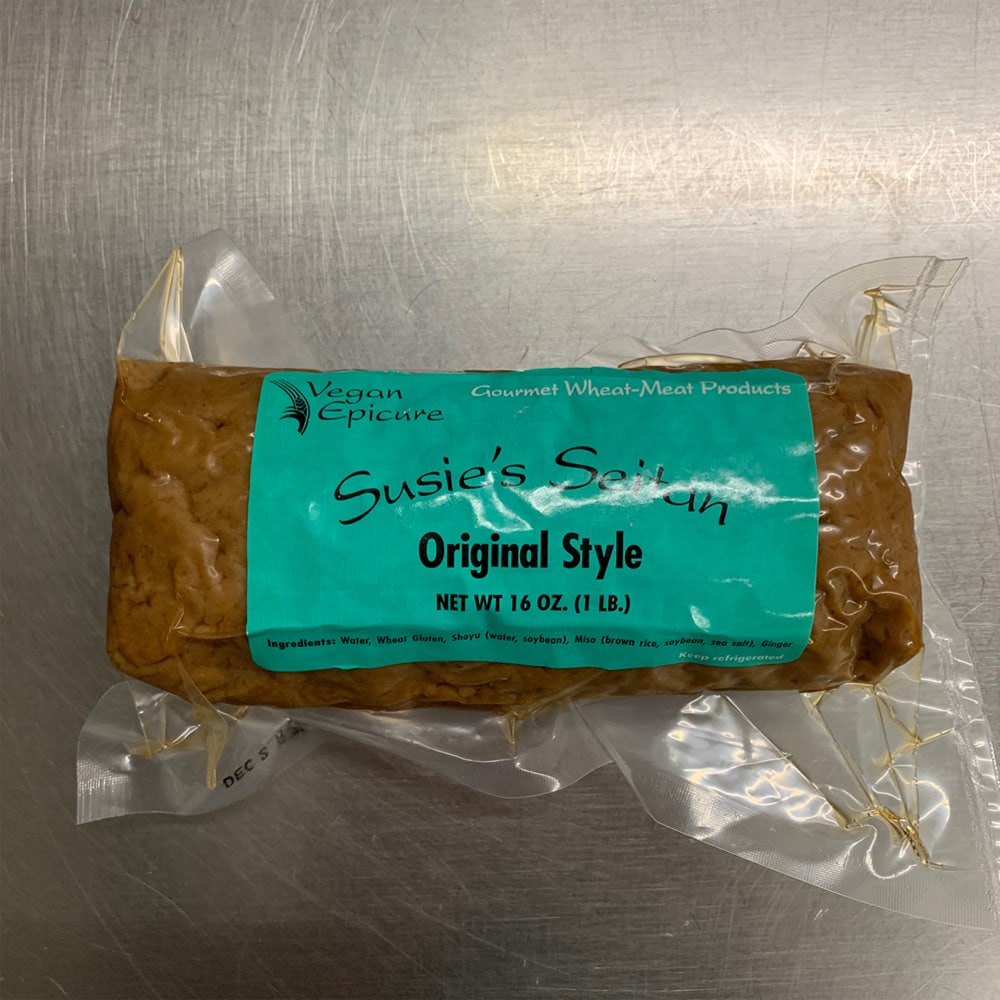 Vegan
Epicure
Gourmet Wheat-Meat Products
Susie's Seitan
Original Style
NET WT 16 OZ. (1 LB.)
Ingredients: Water, Wheat Gluten, Shoyu (water, soybean), Miso (brown rice, soybean, sea salt), Ginger
Keep refrigerated
DEC